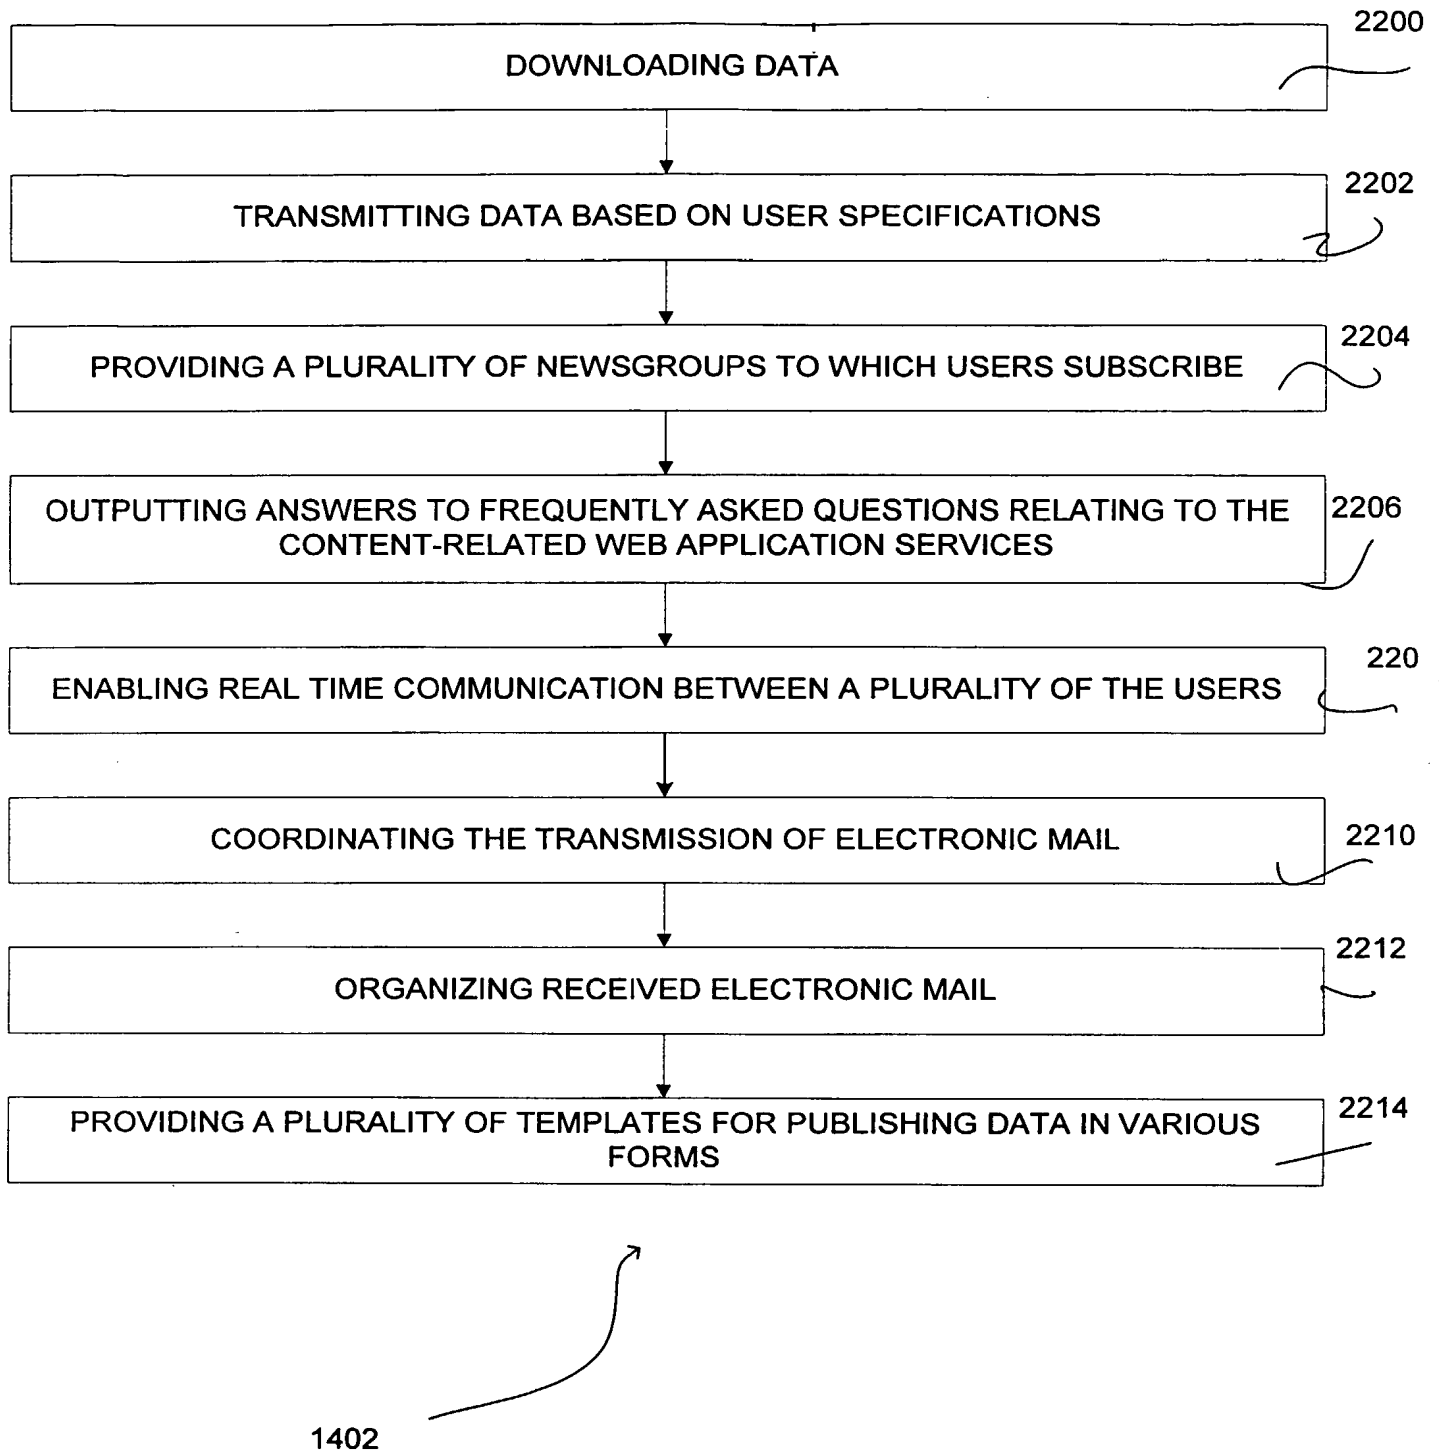 2200
DOWNLOADING DATA
2202
TRANSMITTING DATA BASED ON USER SPECIFICATIONS
2204
PROVIDING A PLURALITY OF NEWSGROUPS TO WHICH USERS SUBSCRIBE
2206
OUTPUTTING ANSWERS TO FREQUENTLY ASKED QUESTIONS RELATING TO THE
CONTENT-RELATED WEB APPLICATION SERVICES
220
ENABLING REAL TIME COMMUNICATION BETWEEN A PLURALITY OF THE USERS
2210
COORDINATING THE TRANSMISSION OF ELECTRONIC MAIL
2212
ORGANIZING RECEIVED ELECTRONIC MAIL
2214
PROVIDING A PLURALITY OF TEMPLATES FOR PUBLISHING DATA IN VARIOUS
FORMS
1402